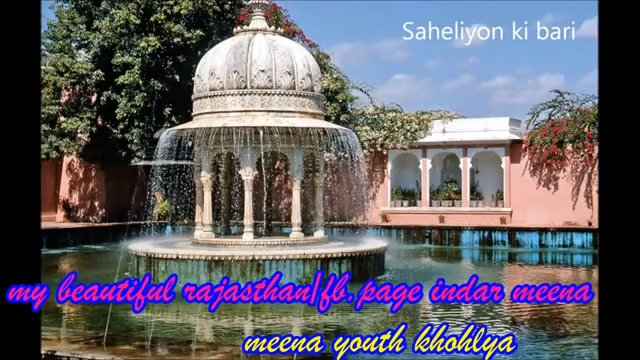 Saheliyon ki bari
my beautiful rajasthan/fb.page indar meena
meena youth khohlya